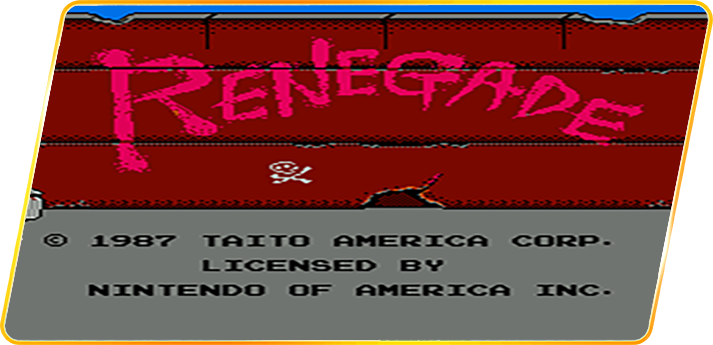 RENEGADE
© 1987 TAITO AMERICA CORP.
LICENSED BY
NINTENDO OF AMERICA INC.